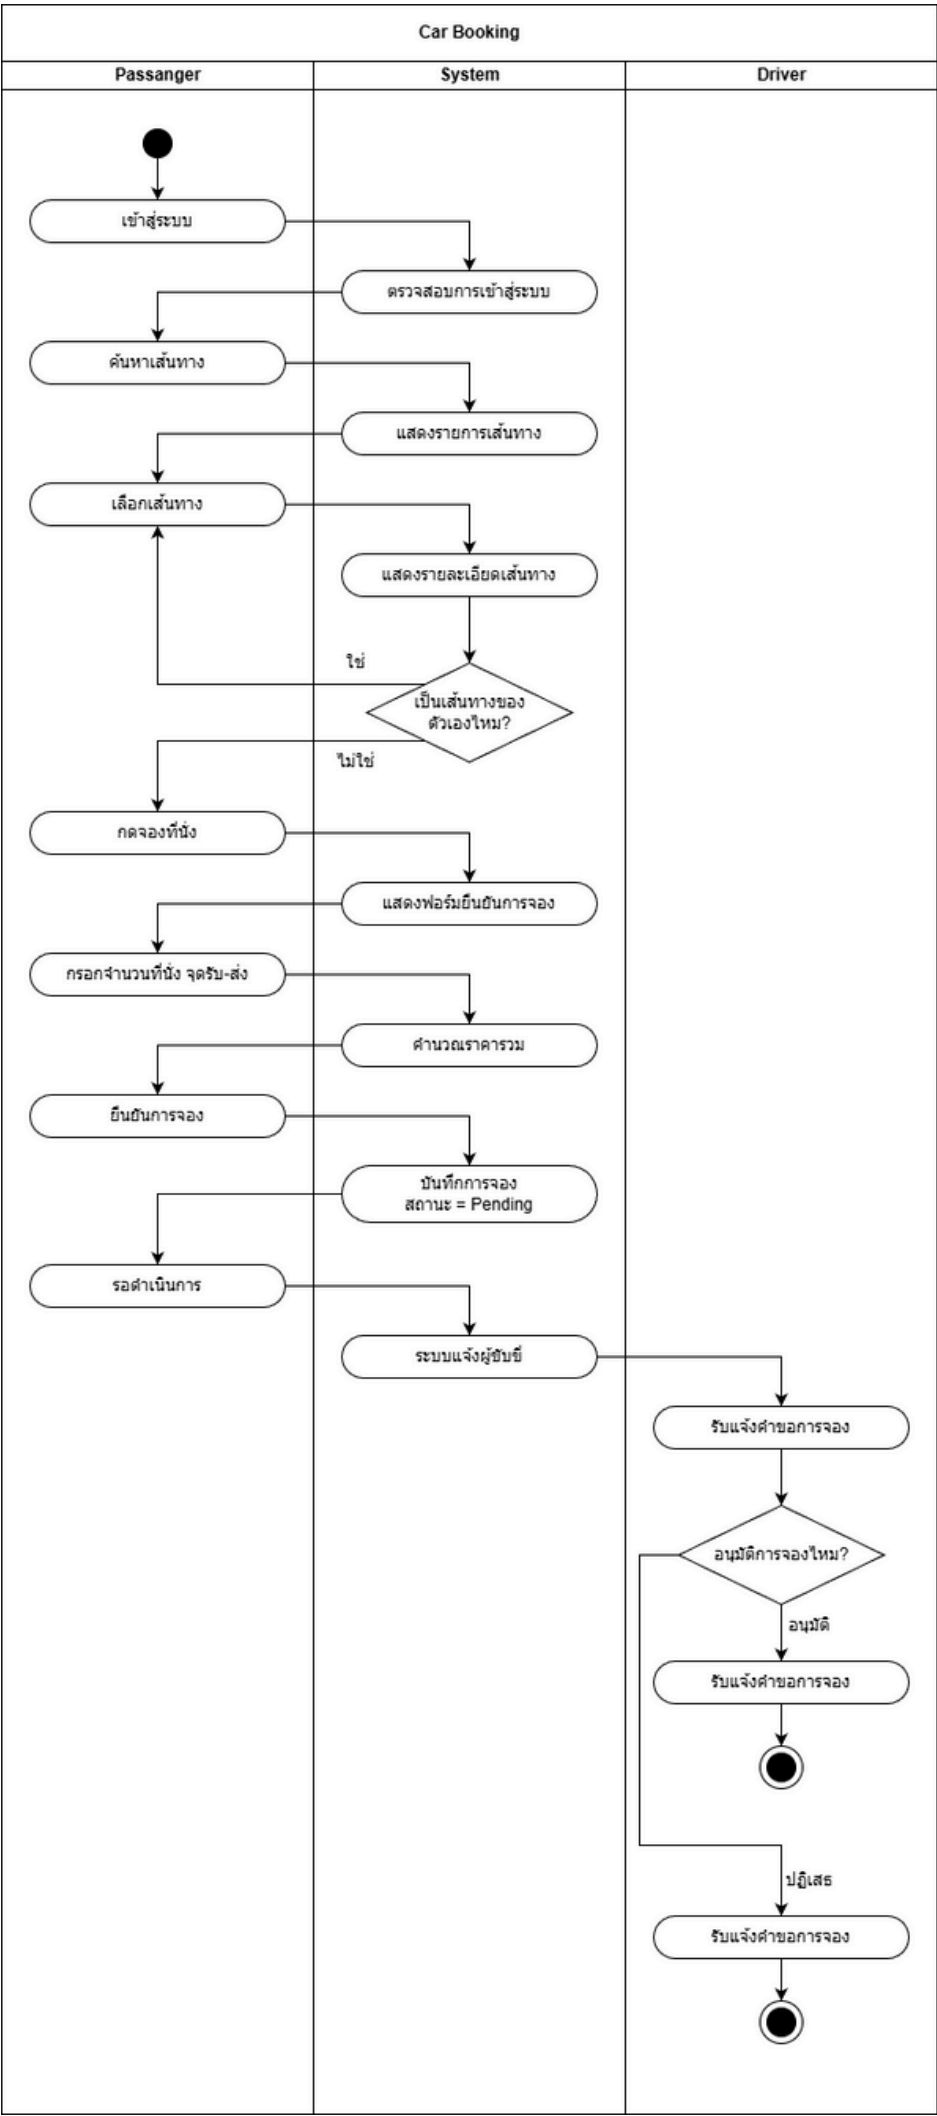 Car Booking
Passanger
System
Driver
เข้าสู่ระบบ
ตรวจสอบการเข้าสู่ระบบ
ค้นหาเส้นทาง
แสดงรายการเส้นทาง
เลือกเส้นทาง
แสดงรายละเอียดเส้นทาง
ใช่
เป็นเส้นทางของ
ตัวเองไหม?
ไม่ใช่
กดจองที่นั่ง
แสดงฟอร์มยืนยันการจอง
กรอกจำนวนที่นั่ง จุดรับ-ส่ง
คำนวณราคารวม
ยืนยันการจอง
บันทึกการจอง
สถานะ = Pending
รอดำเนินการ
ระบบแจ้งผู้ขับขี่
รับแจ้งคำขอการจอง
อนุมัติการจองไหม?
อนุมัติ
รับแจ้งคำขอการจอง
ปฏิเสธ
รับแจ้งคำขอการจอง